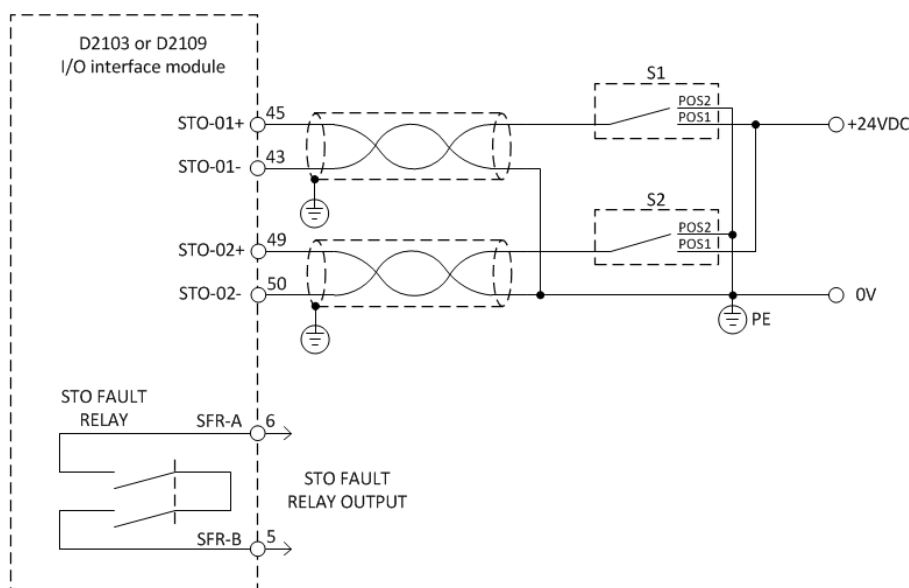 D2103 or D2109
I/O interface module
S1
POS2
POS1
STO-01+
45
+24VDC
STO-01-
43
S2
POS2
POS1
STO-02+
49
STO-02-
50
0V
PE
STO FAULT
RELAY
SFR-A
6
STO FAULT
RELAY OUTPUT
SFR-B
5